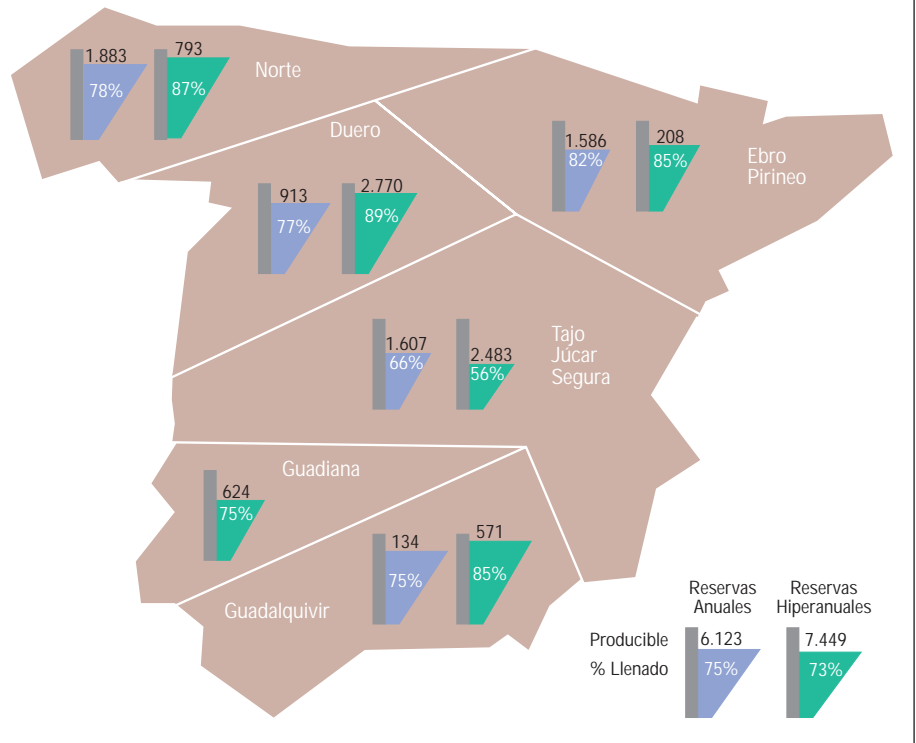 1.883
78%
793
87%
Norte
Duero
913
77%
2.770
89%
1.586
82%
208
85%
Ebro
Pirineo
1.607
66%
2.483
56%
Tajo
Júcar
Segura
Guadiana
624
75%
134
75%
571
85%
Guadalquivir
Reservas
Anuales
Reservas
Hiperanuales
Producible
6.123
7.449
% Llenado
75%
73%